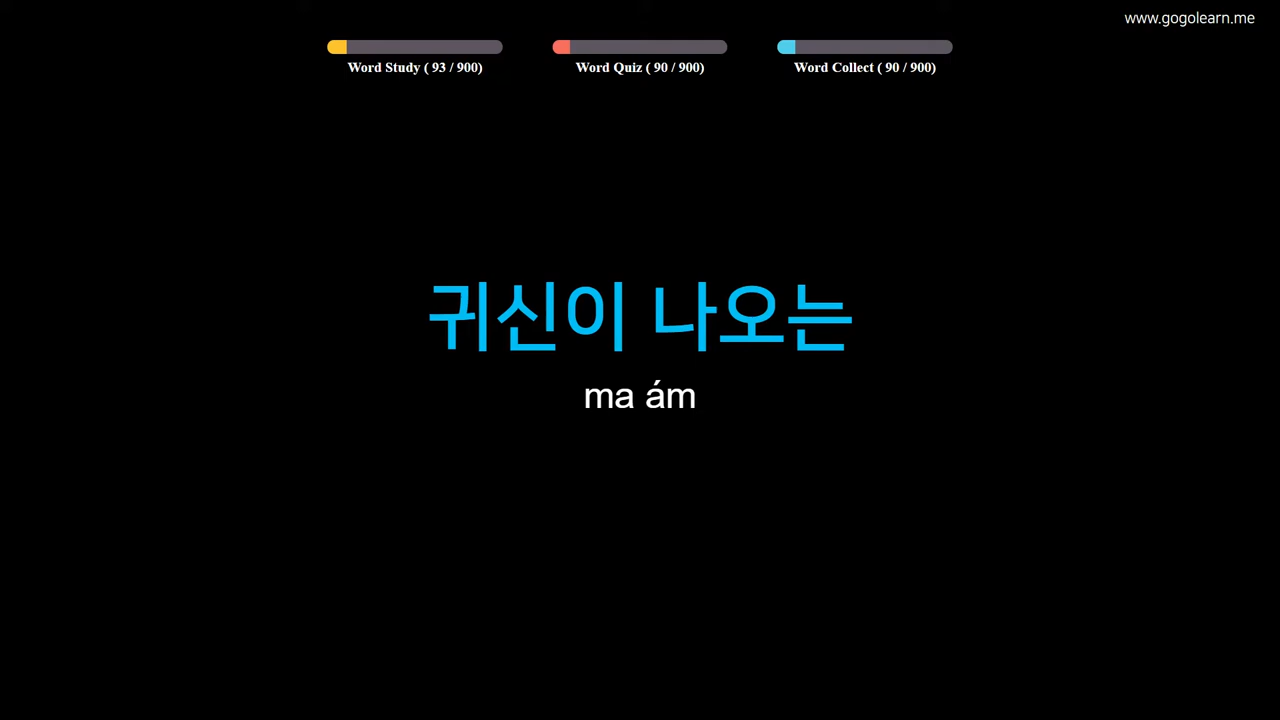 www.gogolearn.me
Word Study ( 93 / 900)
Word Quiz ( 90 / 900)
Word Collect ( 90 / 900)
귀신이 나오는
ma ám